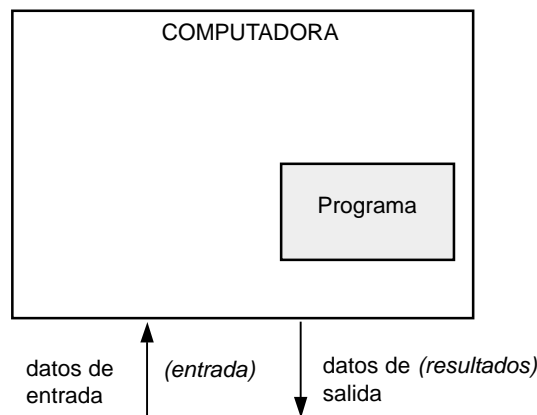 COMPUTADORA
Programa
datos de
entrada
(entrada)
datos de (resultados)
salida